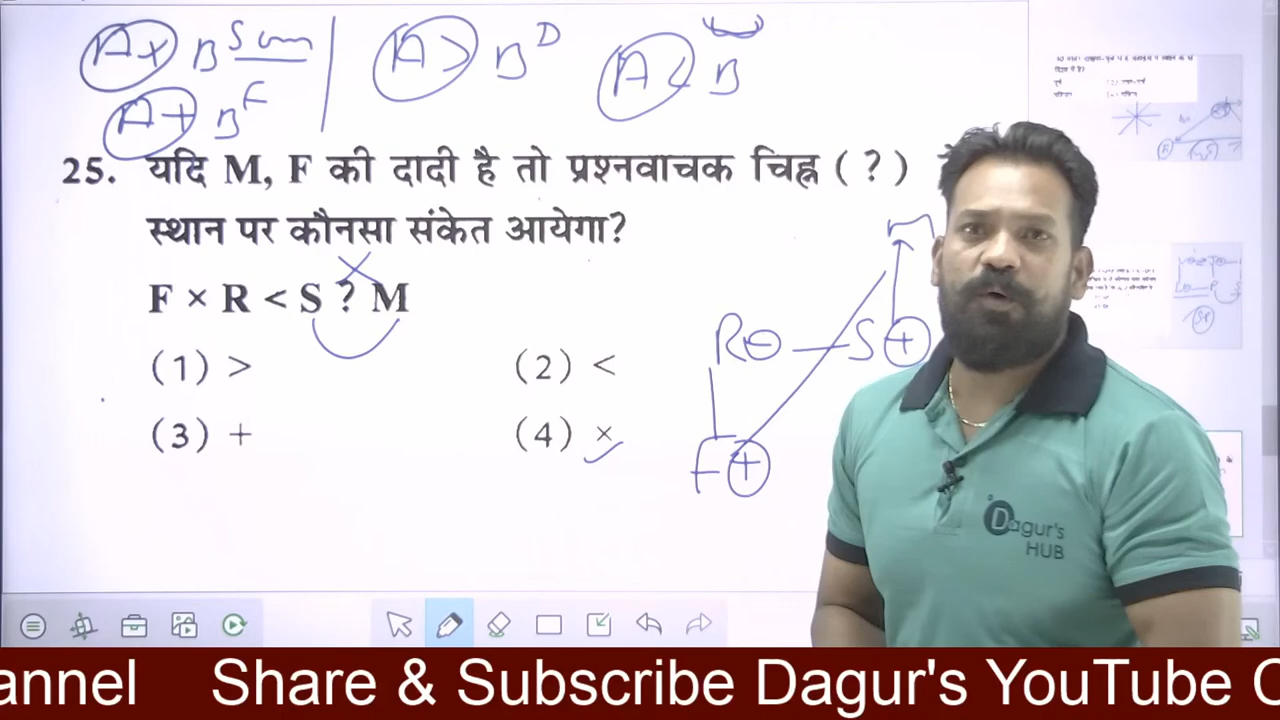 A × B Son
A > B D
A < B
A + B F
25. यदि M, F की दादी है तो प्रश्नवाचक चिह्न ( ? )
स्थान पर कौनसा संकेत आयेगा?
×
F × R < S ? M
(1) >
(2) <
(3) +
(4) ×
R − S +
F +
Dagur's
HUB
annel Share & Subscribe Dagur's YouTube C